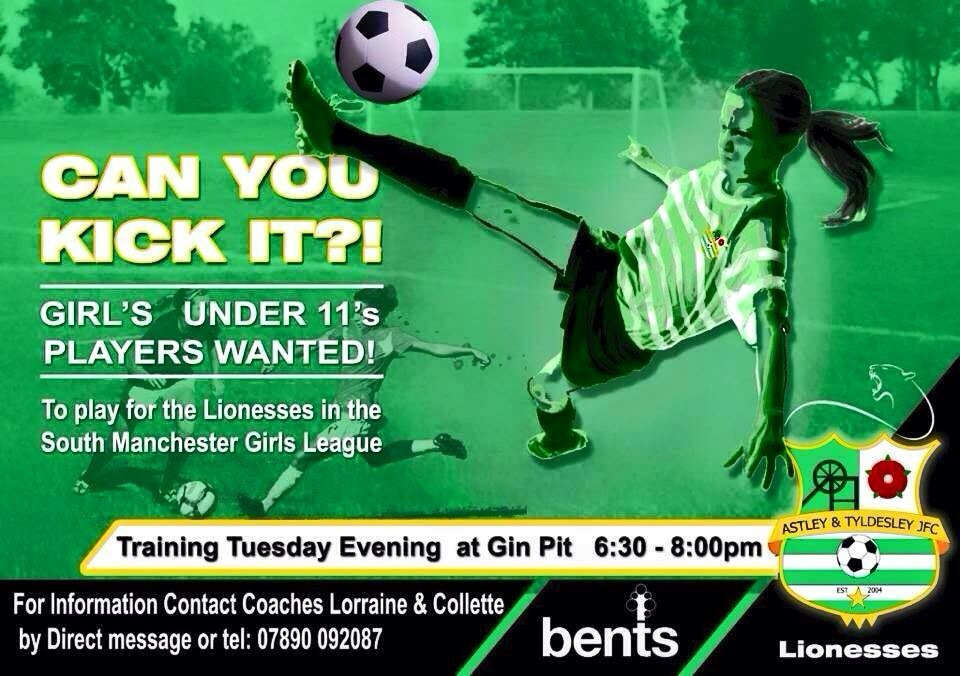 CAN YOU
KICK IT?!
GIRL'S UNDER 11's
PLAYERS WANTED!
To play for the Lionesses in the
South Manchester Girls League
Training Tuesday Evening at Gin Pit 6:30 - 8:00pm
ASTLEY & TYLDESLEY JFC
EST 2004
For Information Contact Coaches Lorraine & Collette
by Direct message or tel: 07890 092087
bents
Lionesses